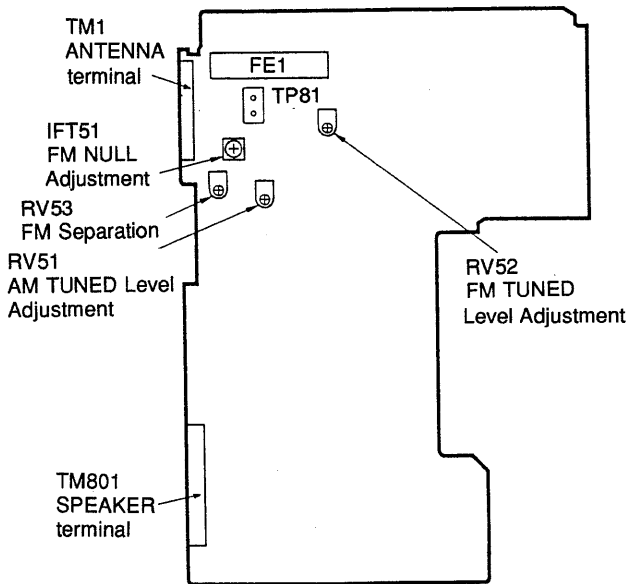 TM1
ANTENNA
terminal
FE1
TP81
IFT51
FM NULL
Adjustment
RV53
FM Separation
RV51
AM TUNED Level
Adjustment
RV52
FM TUNED
Level Adjustment
TM801
SPEAKER
terminal